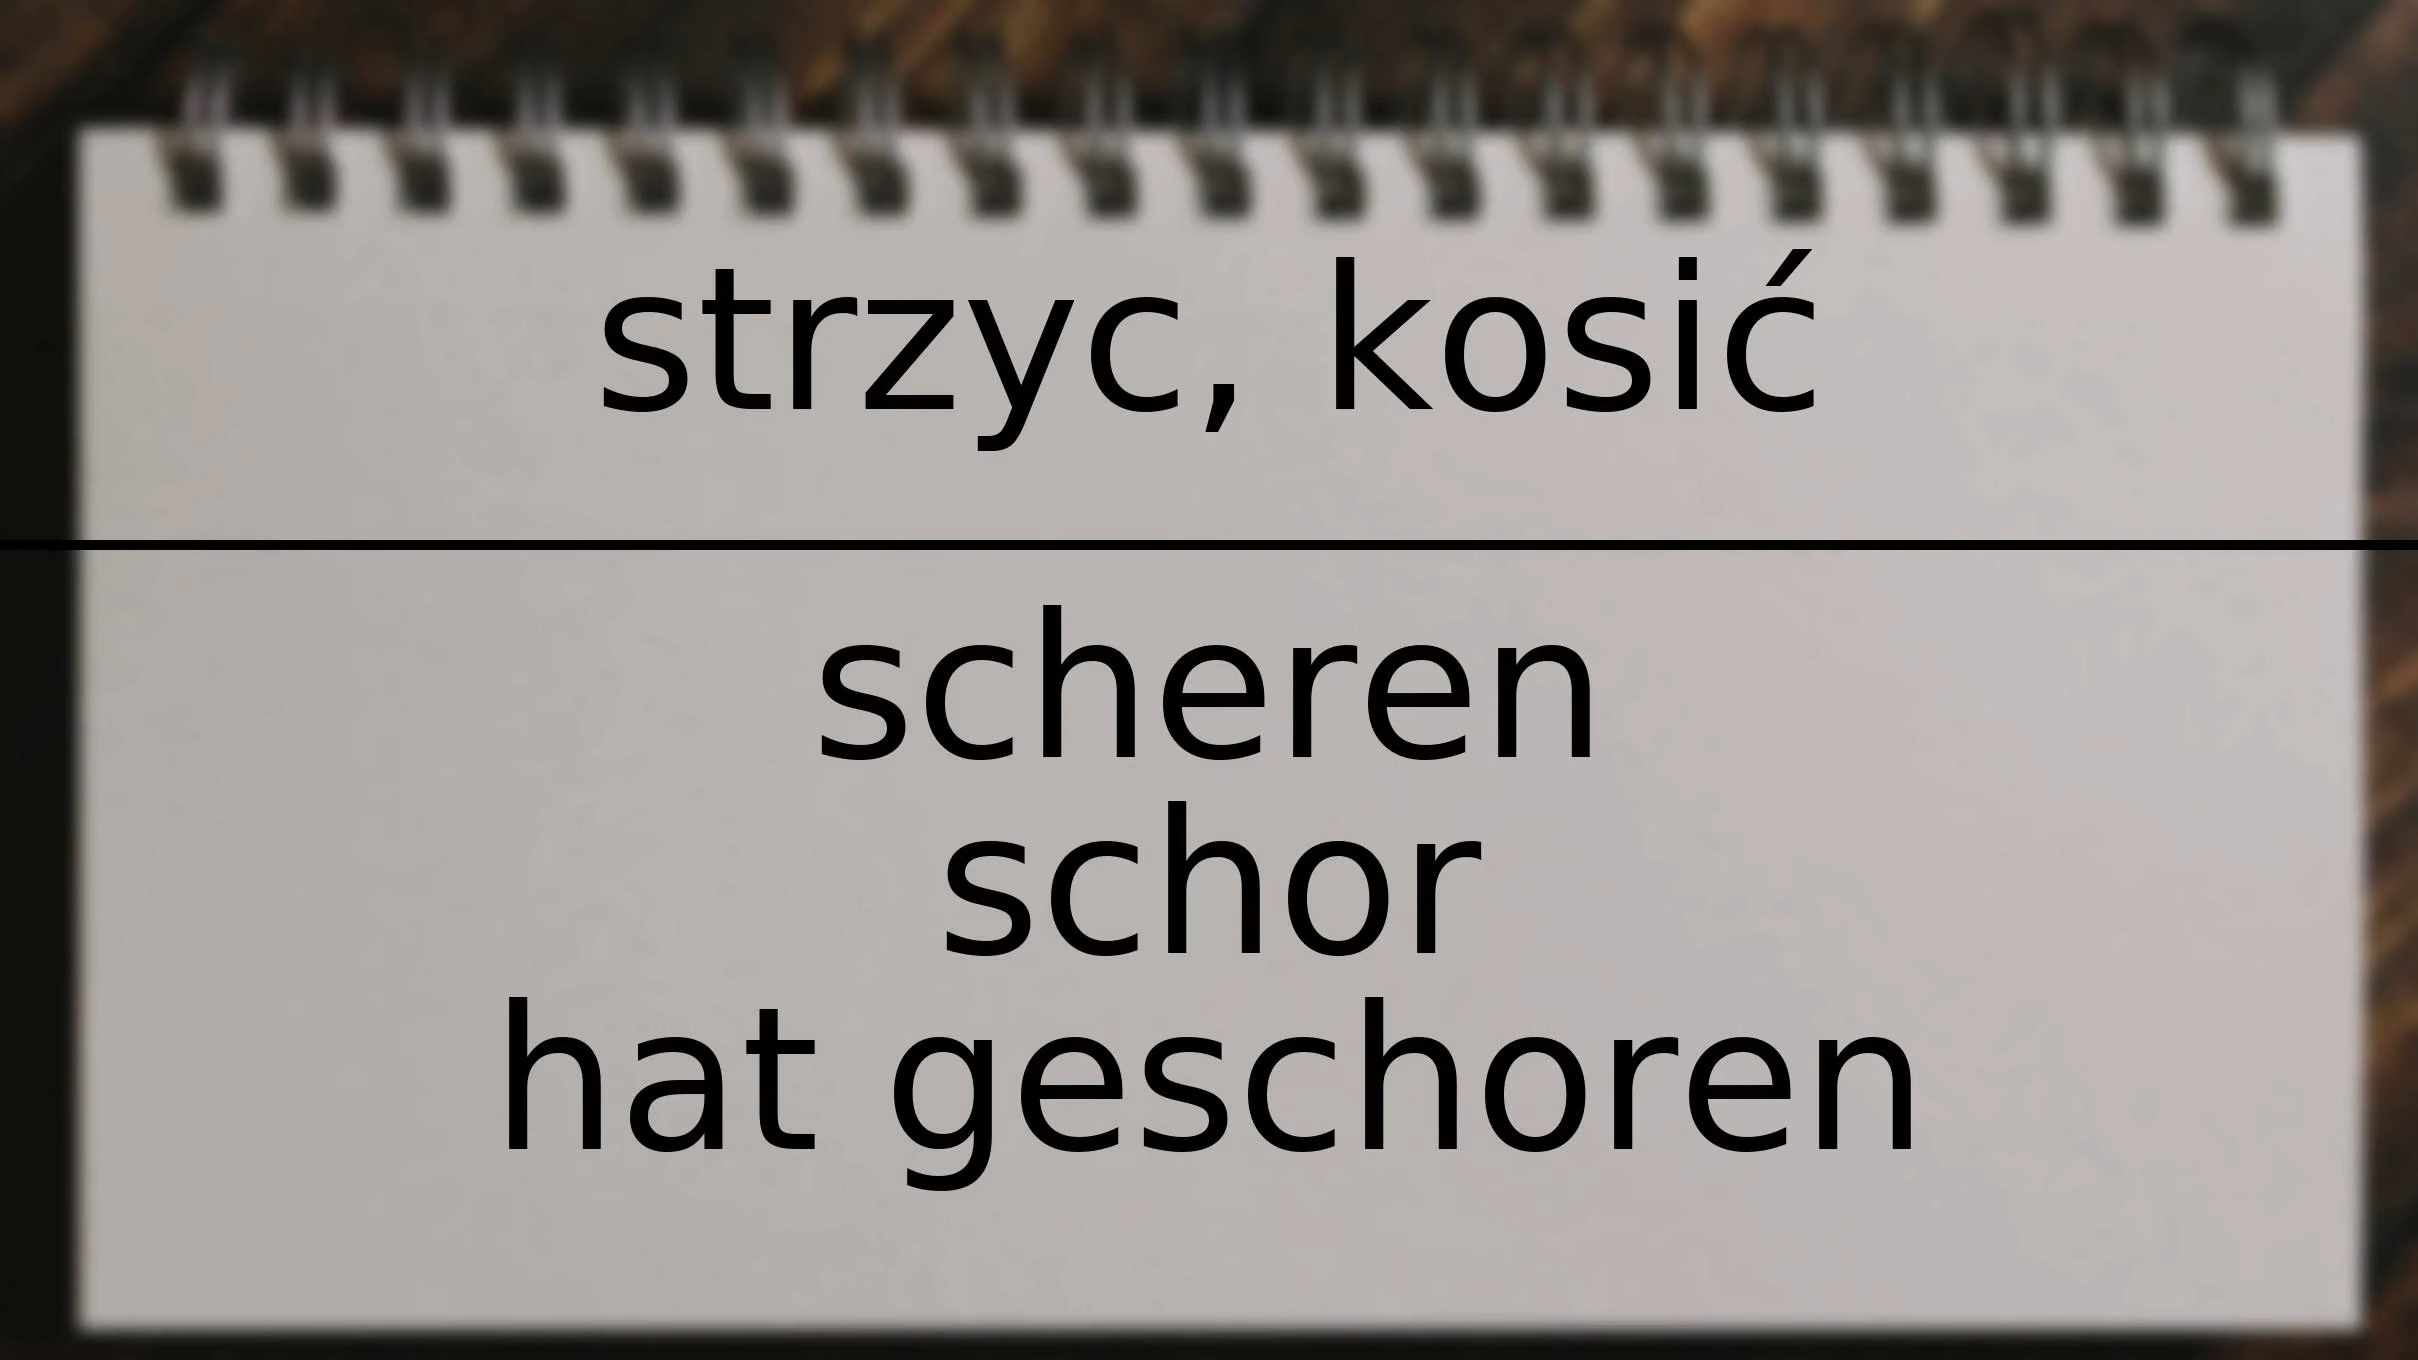 strzyc, kosić
scheren
schor
hat geschoren